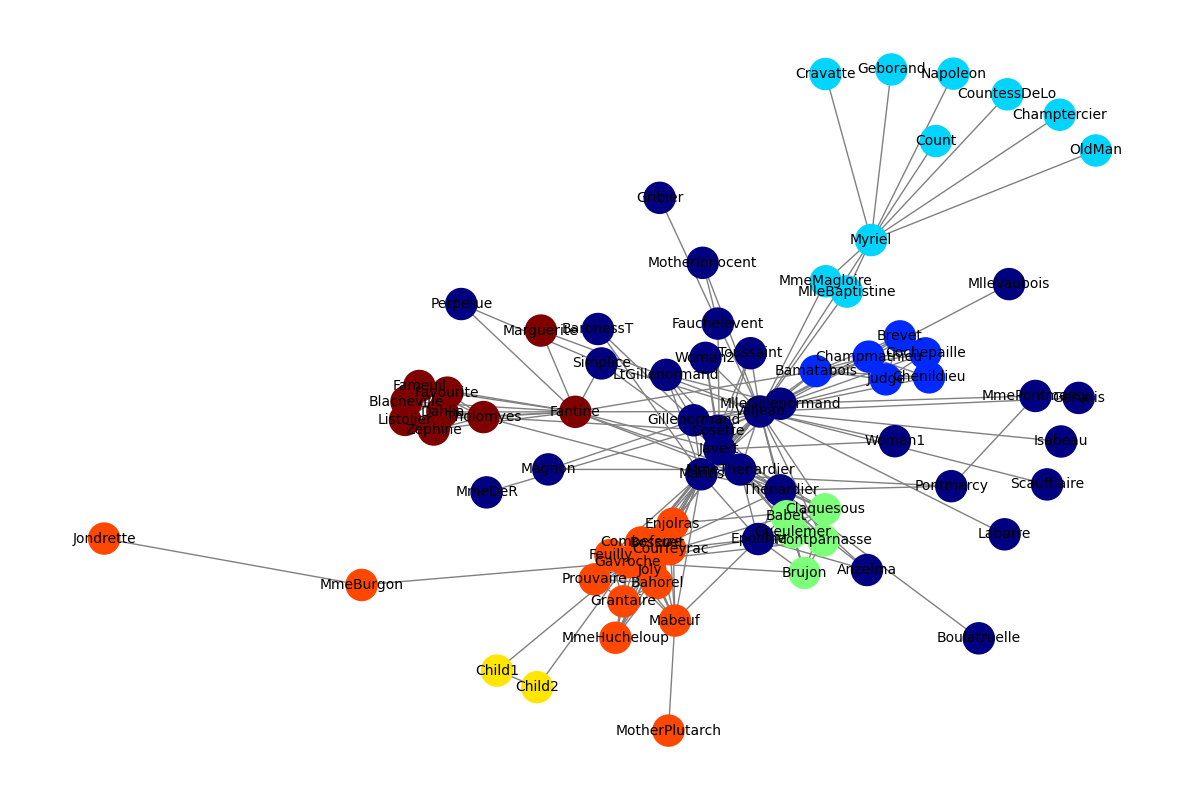 Cravatte
Geborand
Napoleon
CountessDeLo
Champtercier
Count
OldMan
Gribier
Myriel
MotherInnocent
MmeMagloire
MlleBaptistine
MlleVaubois
Perpetue
Marguerite
BaronessT
Fauchelevent
Brevet
Simplice
Woman2
Toussaint
Champmathieu
Cochepaille
LtGillenormand
Bamatabois
Judge
Chenildieu
Fameuil
Favourite
Blacheville
Dahlia
Listolier
Zephine
Tholomyes
Fantine
Gillenormand
MlleGillenormand
Valjean
MmePontmercy
Gervais
Cosette
Javert
Woman1
Isabeau
Magnon
Marius
MmeThenardier
MmeDeR
Thenardier
Pontmercy
Scaufflaire
Claquesous
Babet
Enjolras
Gueulemer
Labarre
Jondrette
Combeferre
Bossuet
Courfeyrac
Eponine
Montparnasse
Feuilly
Gavroche
Joly
Brujon
Anzelma
MmeBurgon
Prouvaire
Bahorel
Grantaire
Mabeuf
MmeHucheloup
Boulatruelle
Child1
Child2
MotherPlutarch